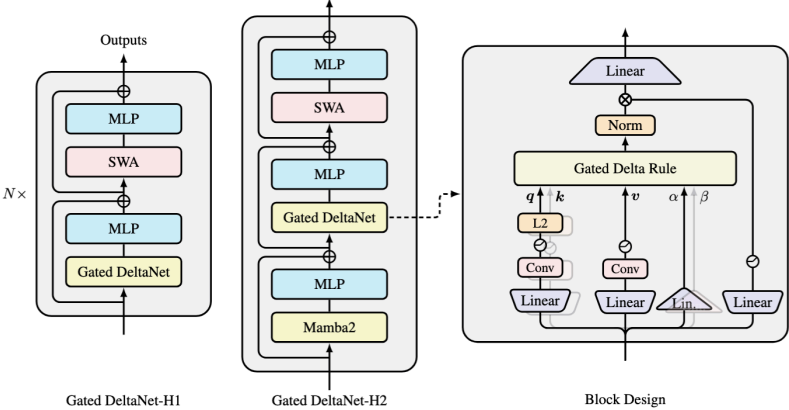 Outputs
MLP
SWA
MLP
Gated DeltaNet
N×
Gated DeltaNet-H1
MLP
SWA
MLP
Gated DeltaNet
MLP
Mamba2
Gated DeltaNet-H2
Linear
Norm
Gated Delta Rule
q k v α β
L2
Conv Conv
Linear Linear Lin. Linear
Block Design